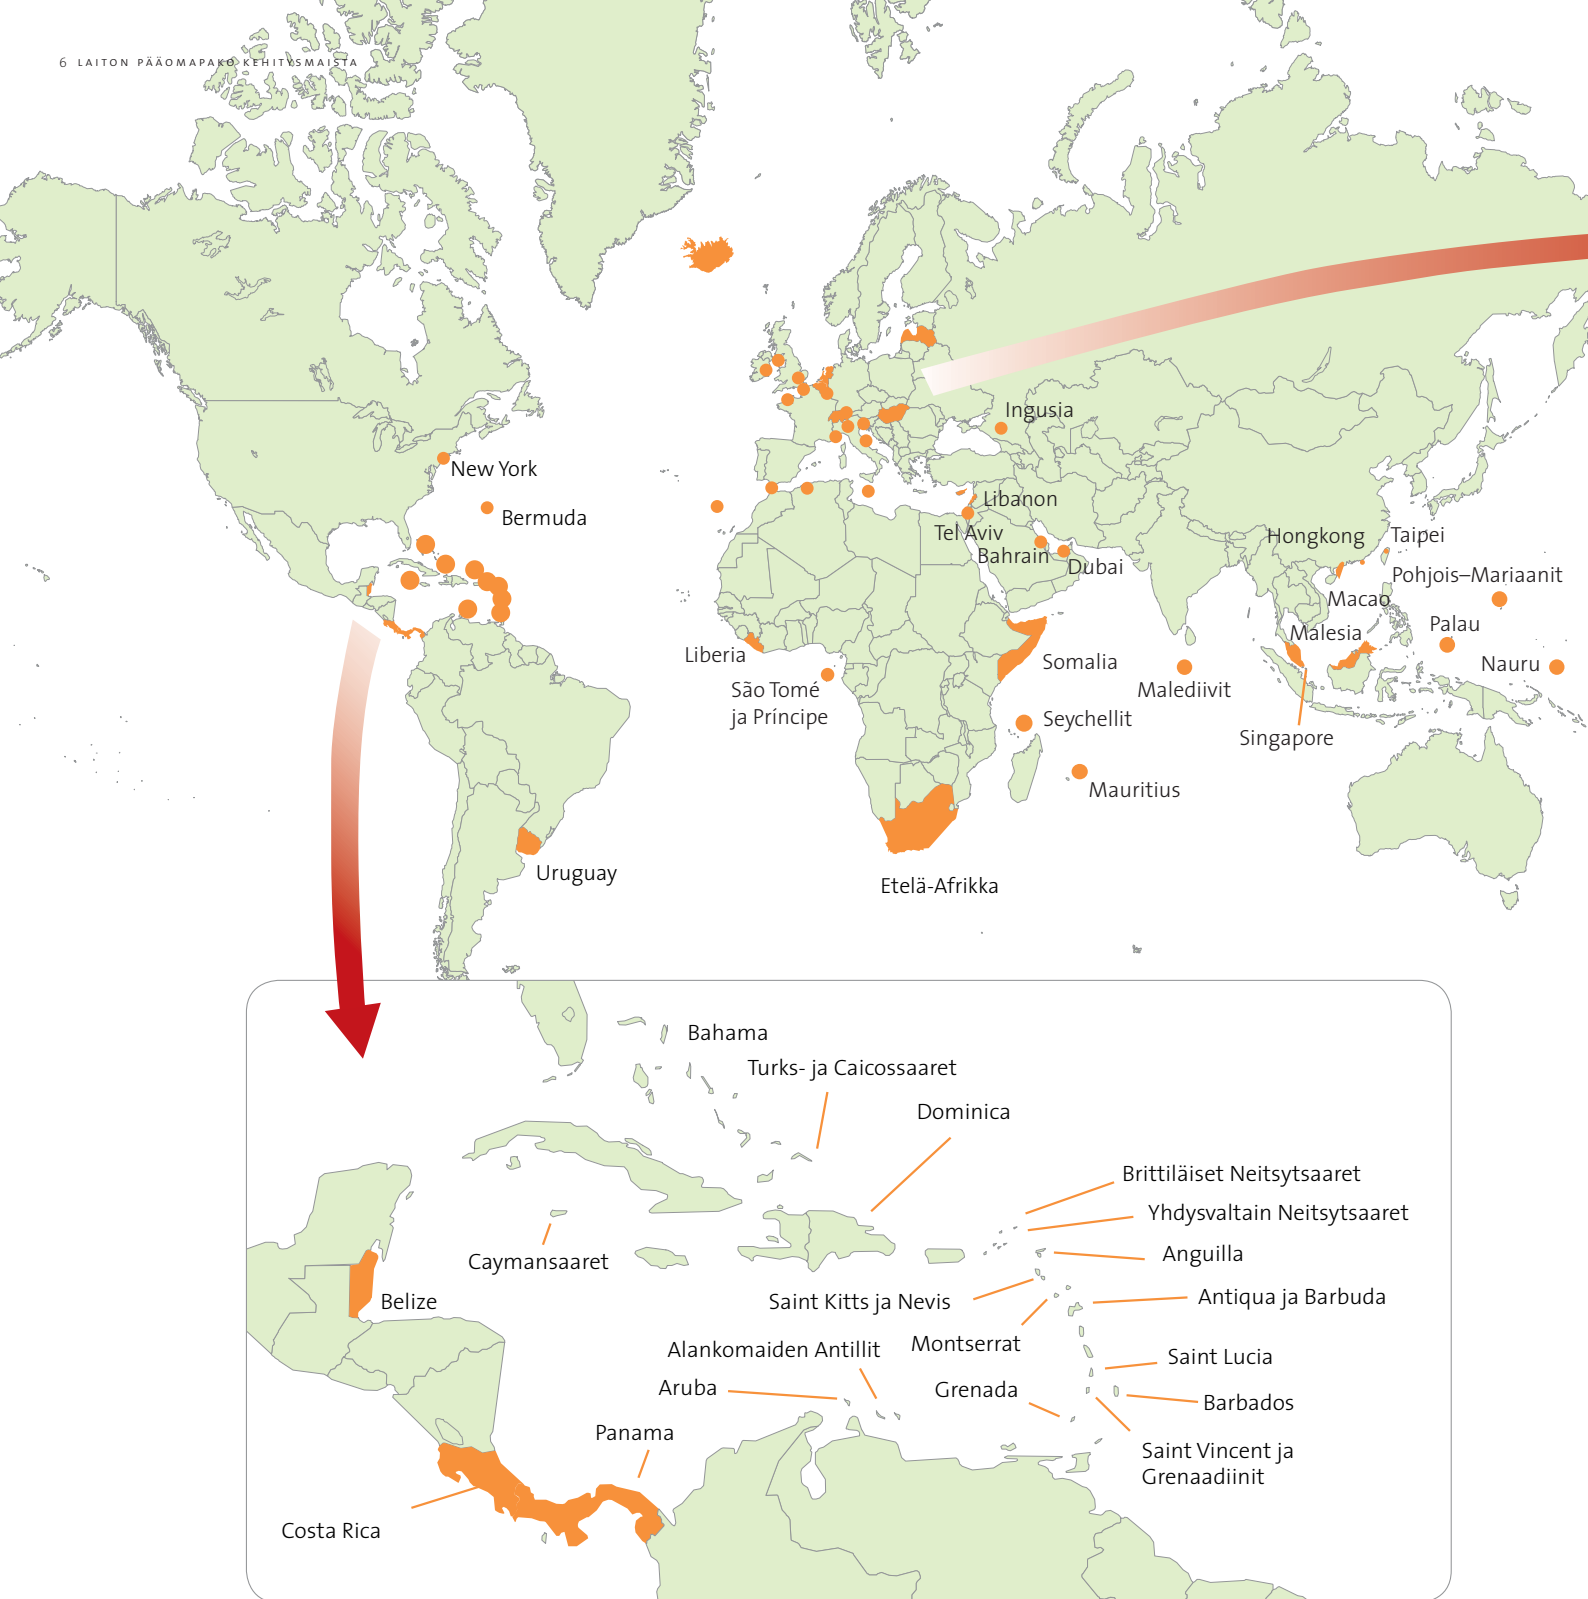 6 LAITON PÄÄOMAPAKO KEHITYSMAISTA
Ingusia
New York
Bermuda
Libanon
Tel Aviv
Bahrain
Dubai
Hongkong
Taipei
Pohjois–Mariaanit
Macao
Malesia
Palau
Nauru
Liberia
São Tomé
ja Príncipe
Somalia
Malediivit
Seychellit
Singapore
Mauritius
Uruguay
Etelä-Afrikka
Bahama
Turks- ja Caicossaaret
Dominica
Brittiläiset Neitsytsaaret
Yhdysvaltain Neitsytsaaret
Anguilla
Caymansaaret
Belize
Saint Kitts ja Nevis
Antiqua ja Barbuda
Montserrat
Alankomaiden Antillit
Saint Lucia
Aruba
Grenada
Barbados
Panama
Saint Vincent ja
Grenaadiinit
Costa Rica